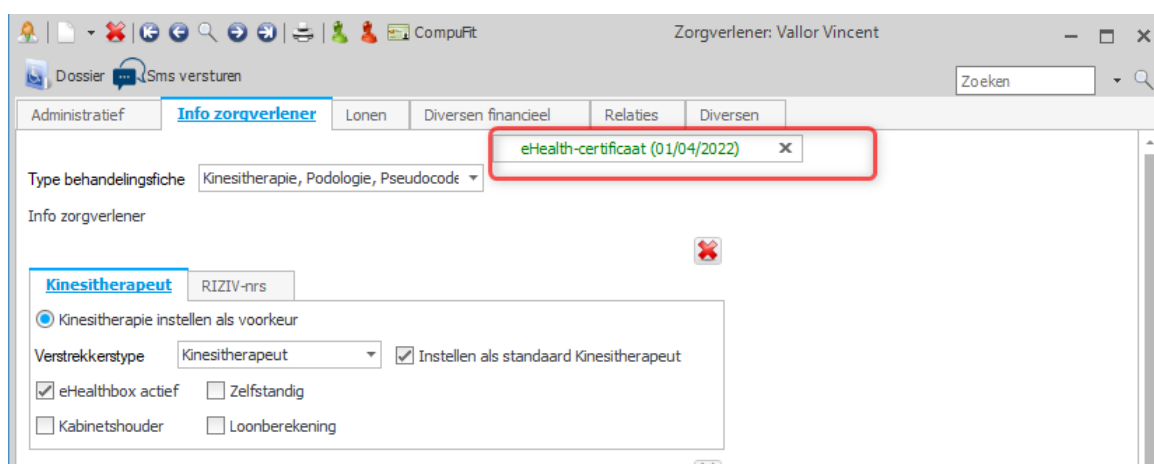 CompuFit
Zorgverlener: Vallor Vincent
Dossier
Sms versturen
Zoeken
Administratief
Info zorgverlener
Lonen
Diversen financieel
Relaties
Diversen
eHealth-certificaat (01/04/2022)
Type behandelingsfiche
Kinesitherapie, Podologie, Pseudocode
Info zorgverlener
Kinesitherapeut
RIZIV-nrs
Kinesitherapie instellen als voorkeur
Verstrekkerstype
Kinesitherapeut
Instellen als standaard Kinesitherapeut
eHealthbox actief
Zelfstandig
Kabinetshouder
Loonberekening